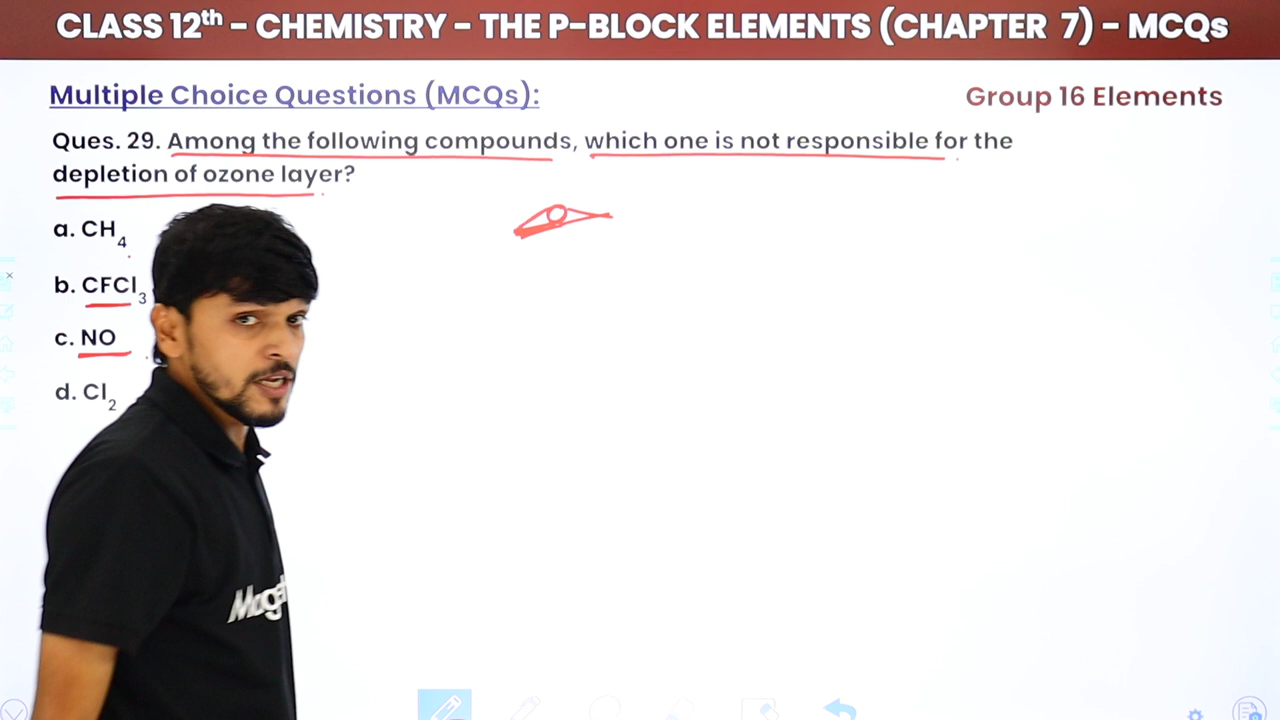 CLASS 12th – CHEMISTRY – THE P–BLOCK ELEMENTS (CHAPTER 7) – MCQs
Multiple Choice Questions (MCQs):
Group 16 Elements
Ques. 29. Among the following compounds, which one is not responsible for the
depletion of ozone layer?
a. CH4
b. CFCl3
c. NO
d. Cl2